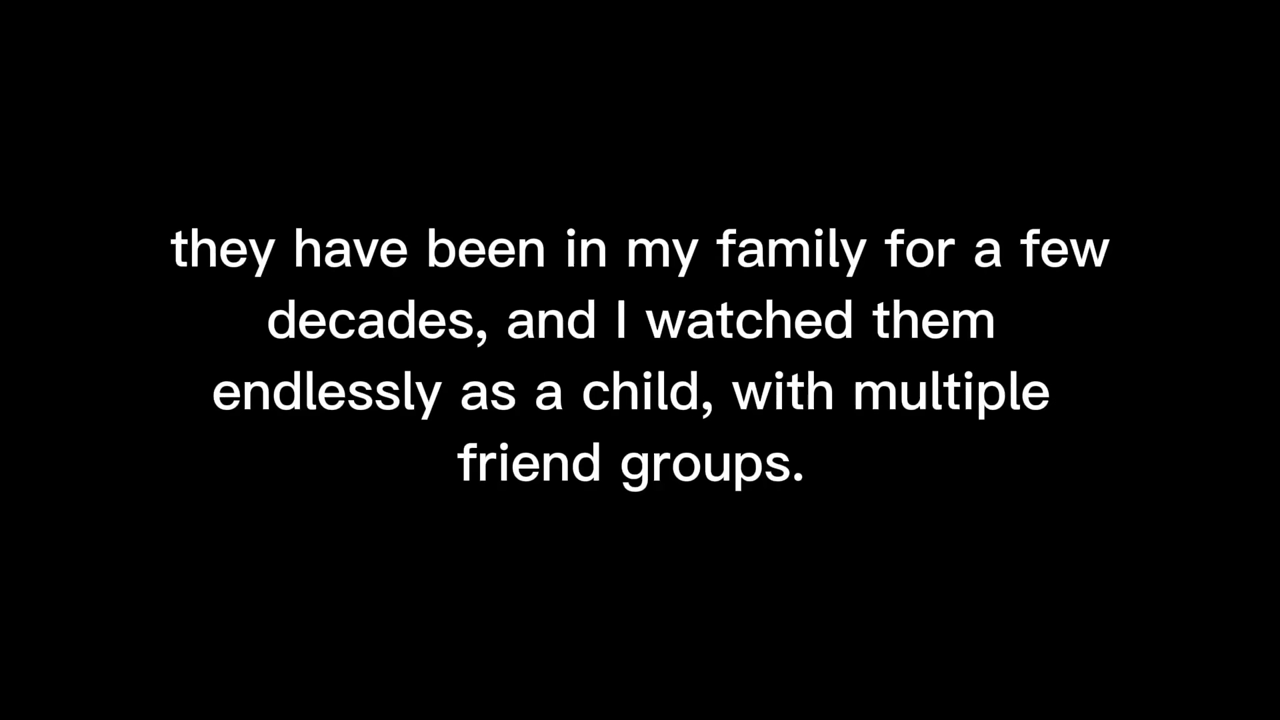 they have been in my family for a few
decades, and I watched them
endlessly as a child, with multiple
friend groups.